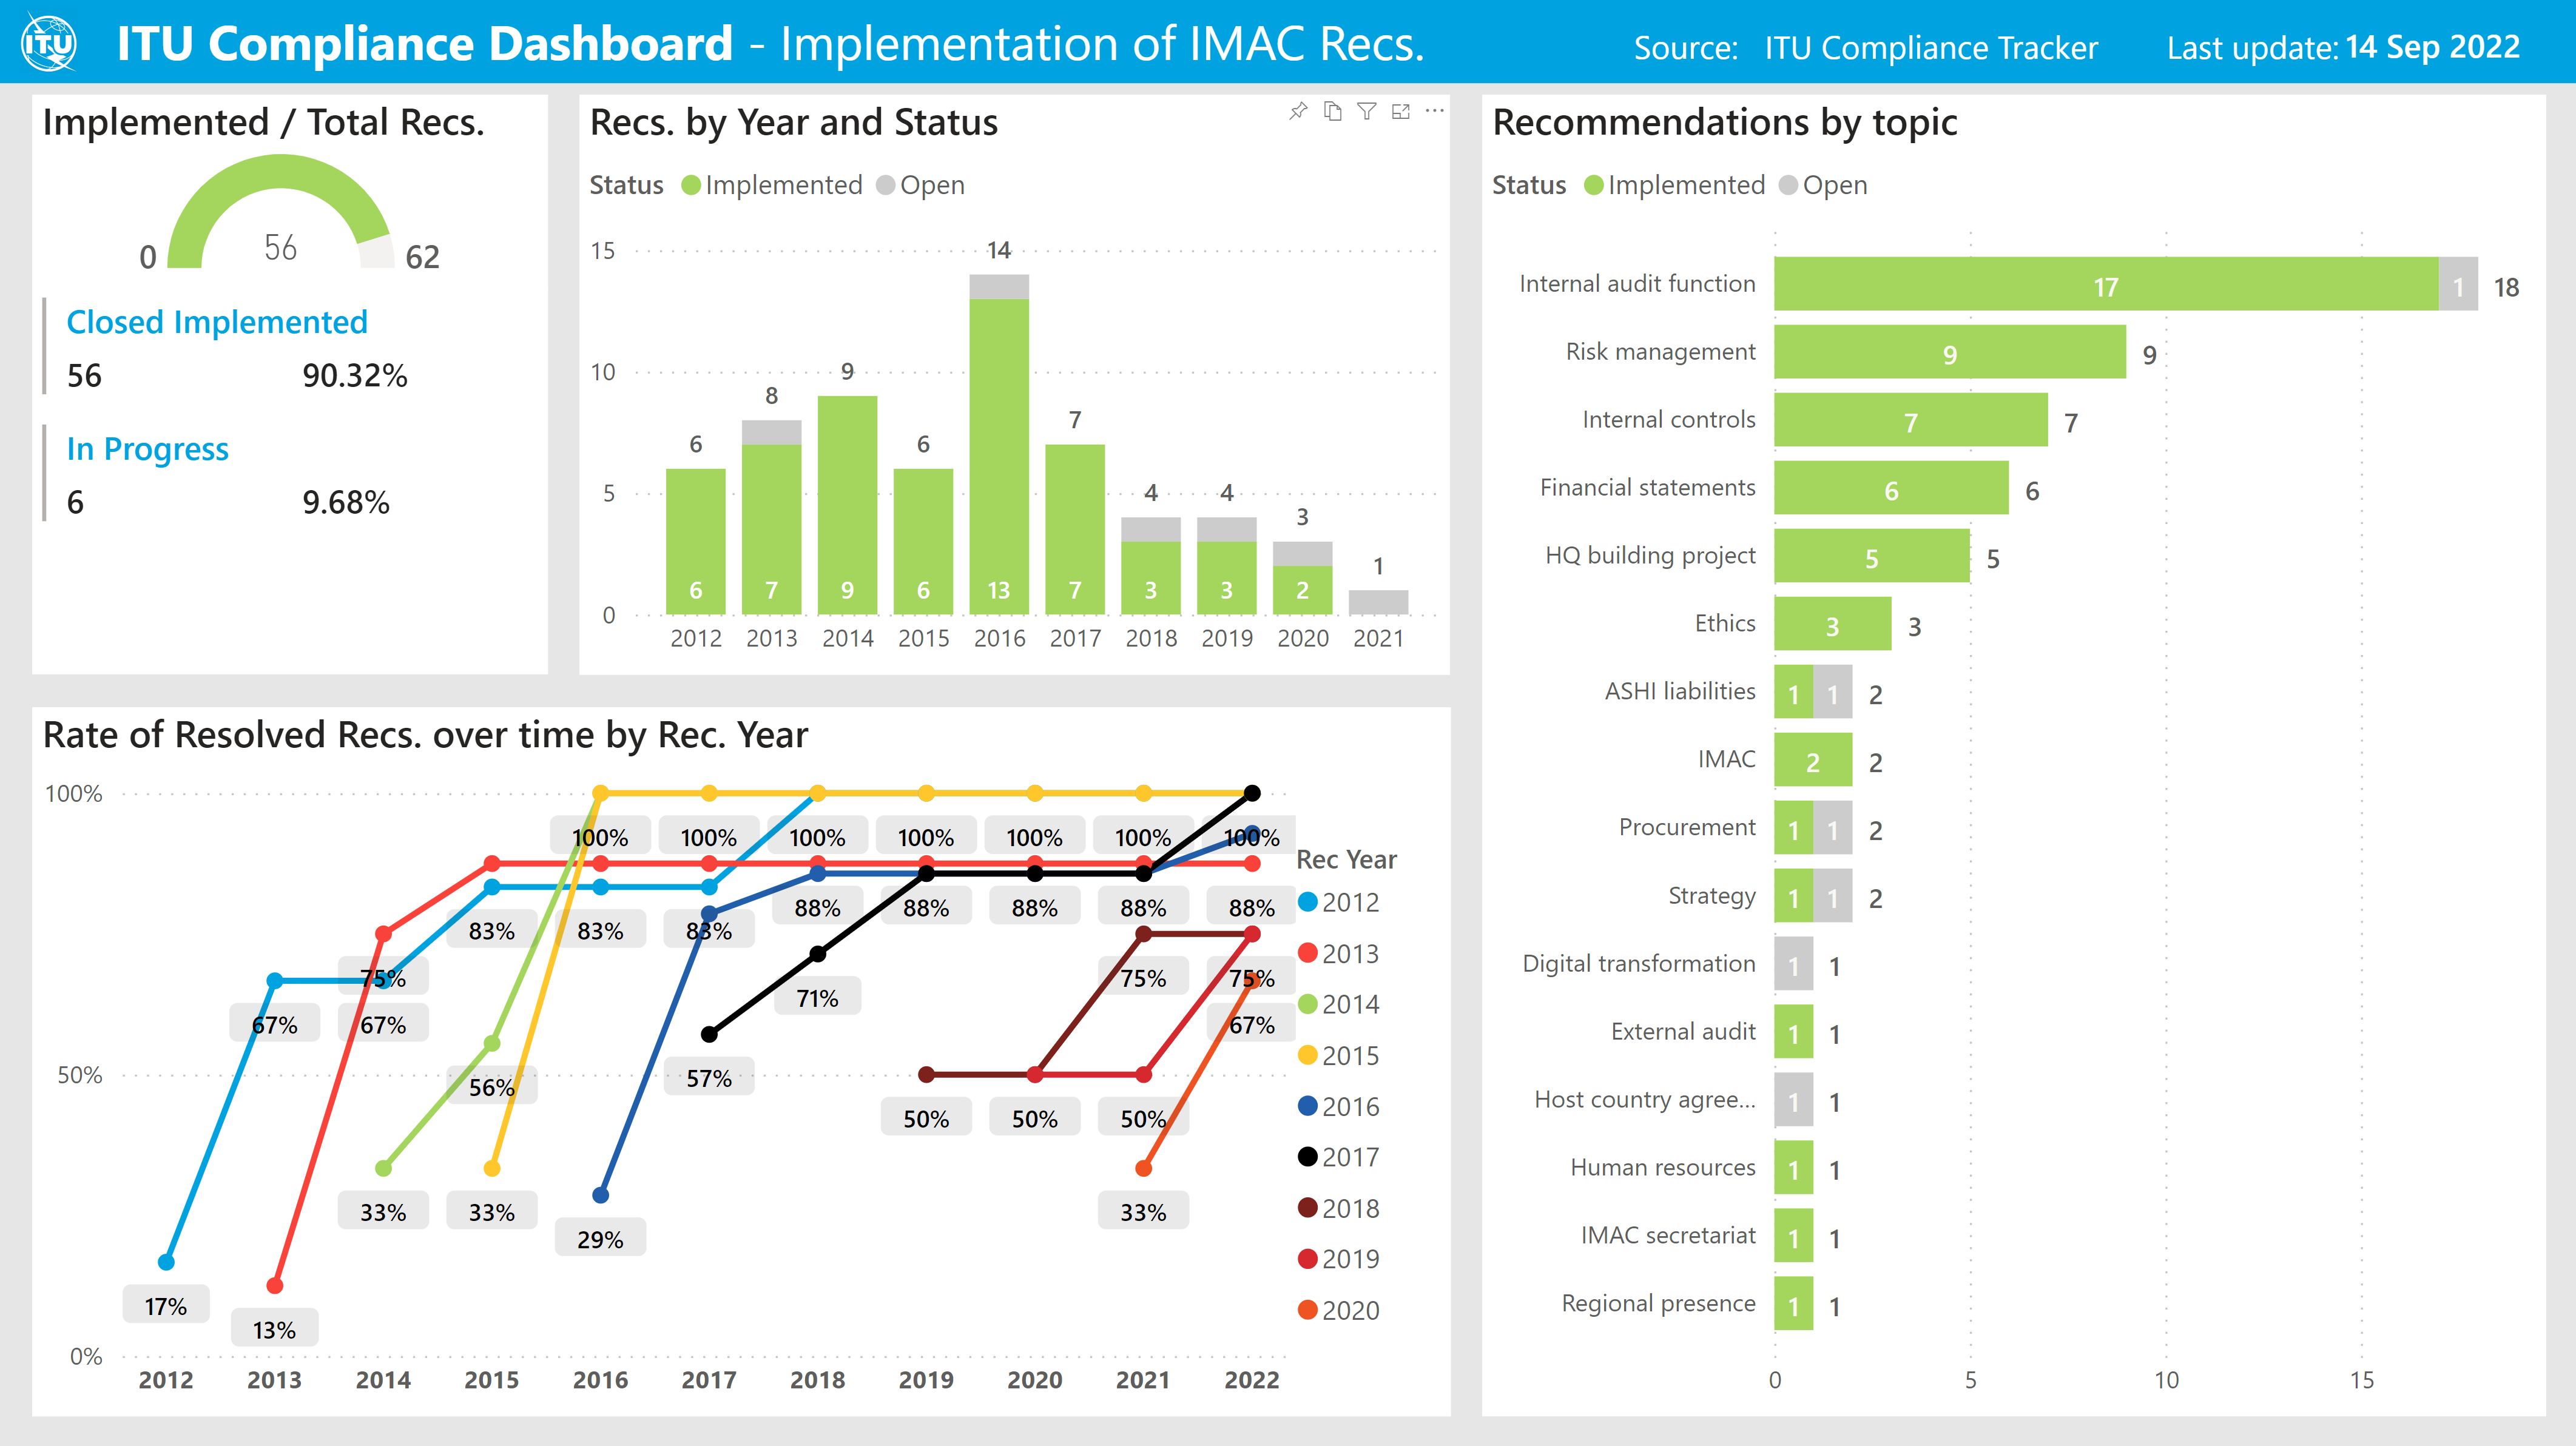 ITU
ITU Compliance Dashboard - Implementation of IMAC Recs.
Source: ITU Compliance Tracker
Last update: 14 Sep 2022
Implemented / Total Recs.
0
56
62
Closed Implemented
56 90.32%
In Progress
6 9.68%
Recs. by Year and Status
Status Implemented Open
15
10
5
0
6
8
9
6
14
7
4
4
3
1
6
7
9
6
13
7
3
3
2
2012 2013 2014 2015 2016 2017 2018 2019 2020 2021
Rate of Resolved Recs. over time by Rec. Year
100%
50%
0%
100% 100% 100% 100% 100% 100% 100%
88% 88% 88% 88% 88%
83% 83% 83%
75% 75% 75%
71%
67% 67% 67%
57%
56%
50% 50% 50%
33% 33% 33%
29%
17%
13%
2012 2013 2014 2015 2016 2017 2018 2019 2020 2021 2022
Rec Year
2012
2013
2014
2015
2016
2017
2018
2019
2020
Recommendations by topic
Status Implemented Open
Internal audit function 17 1 18
Risk management 9 9
Internal controls 7 7
Financial statements 6 6
HQ building project 5 5
Ethics 3 3
ASHI liabilities 1 1 2
IMAC 2 2
Procurement 1 1 2
Strategy 1 1 2
Digital transformation 1 1
External audit 1 1
Host country agree... 1 1
Human resources 1 1
IMAC secretariat 1 1
Regional presence 1 1
0 5 10 15